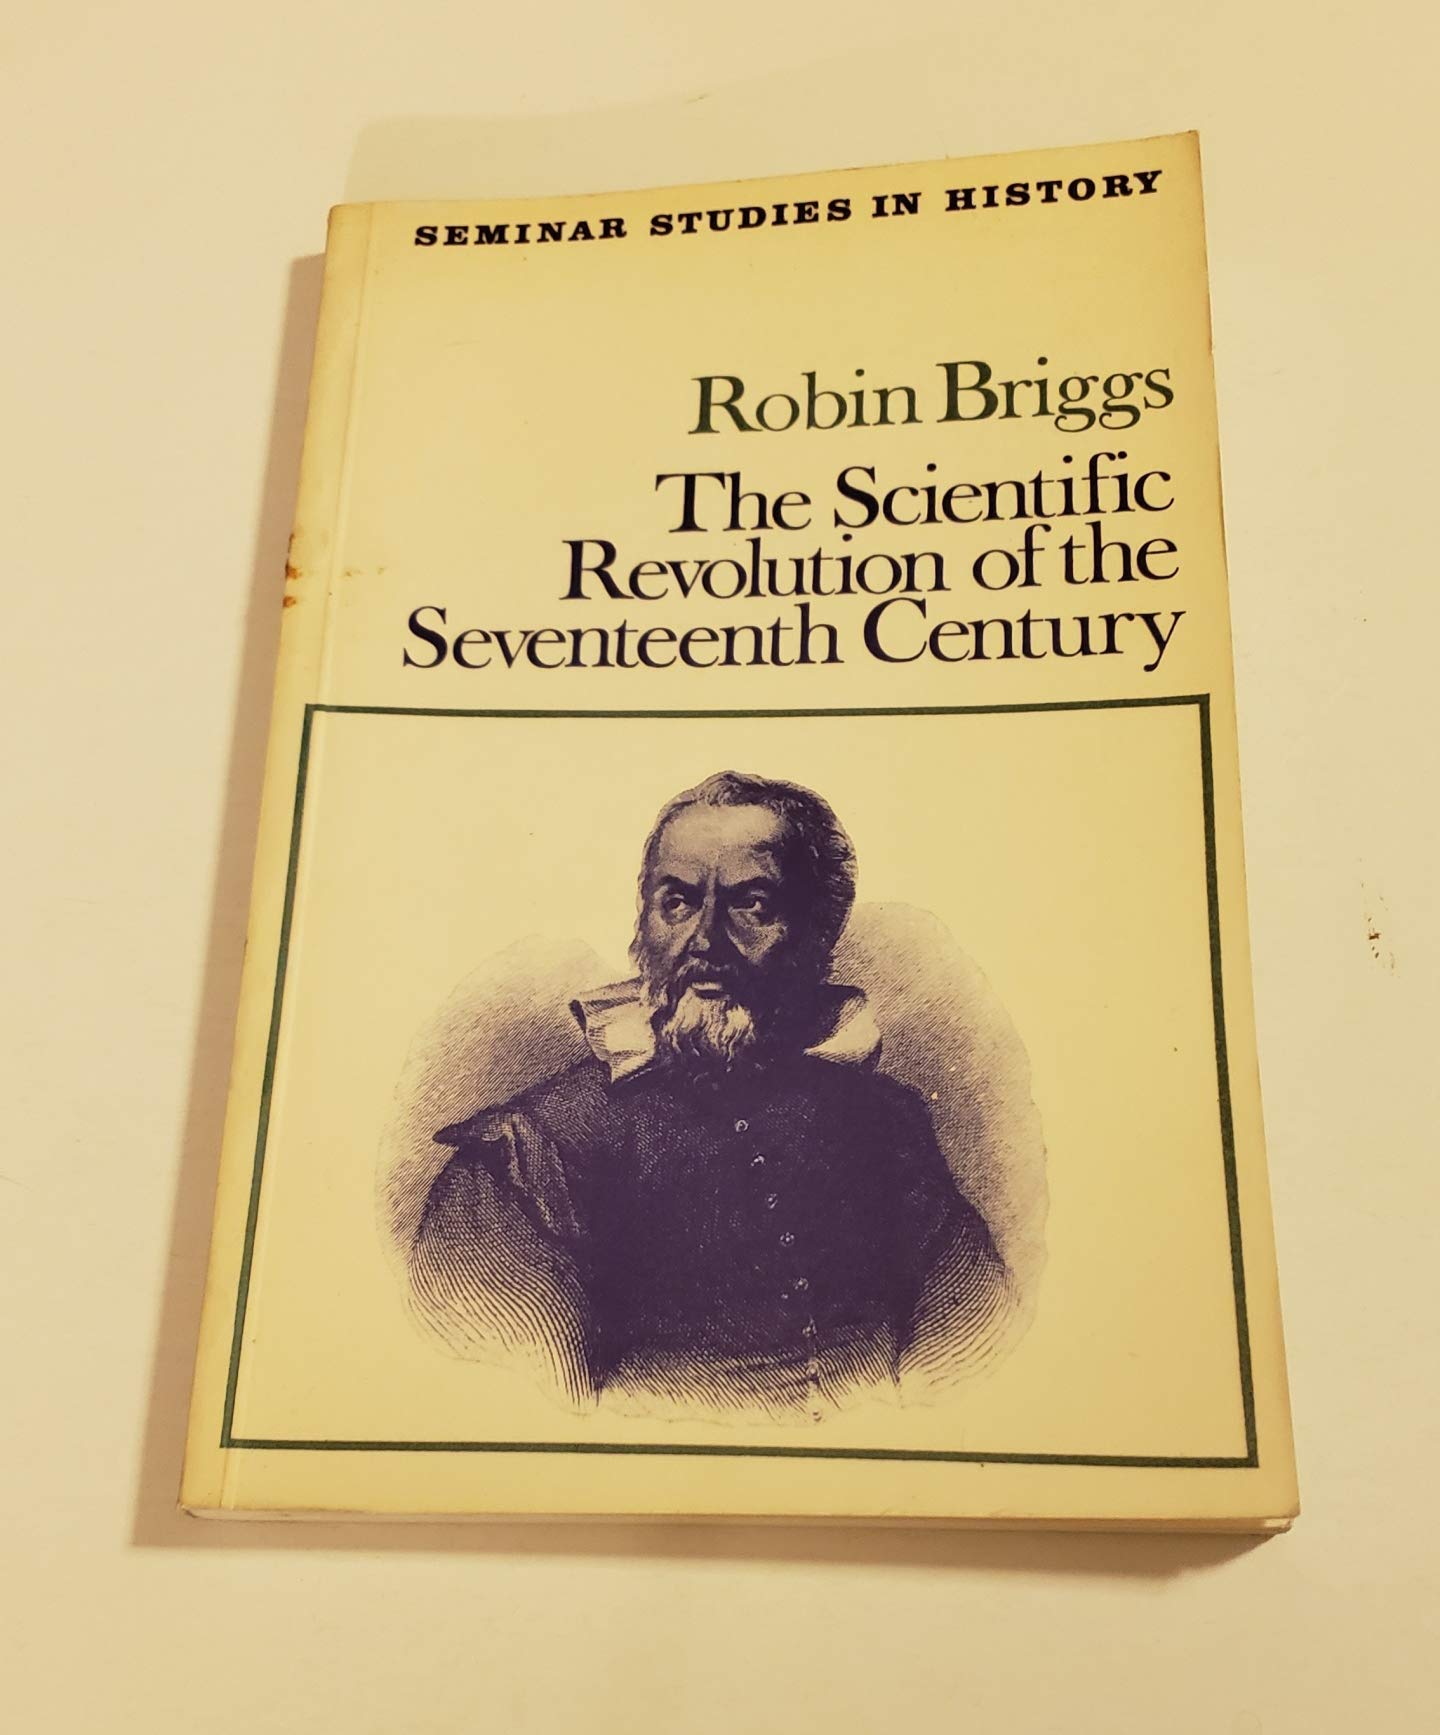 SEMINAR STUDIES IN HISTORY
Robin Briggs
The Scientific
Revolution of the
Seventeenth Century